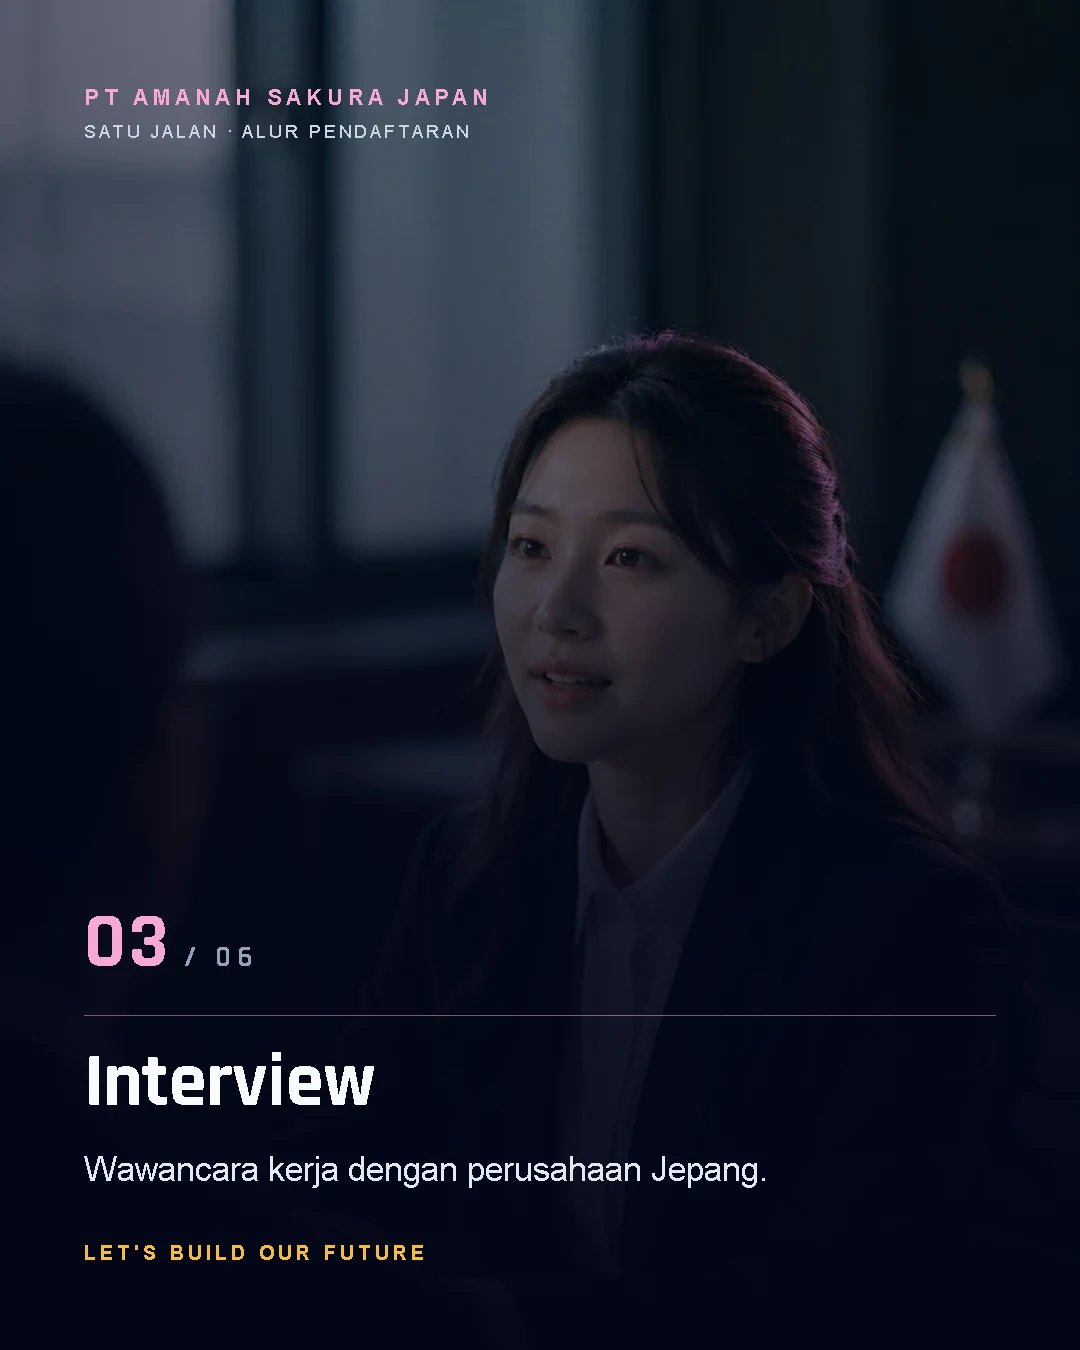 PT AMANAH SAKURA JAPAN
SATU JALAN · ALUR PENDAFTARAN
03 / 06
Interview
Wawancara kerja dengan perusahaan Jepang.
LET'S BUILD OUR FUTURE